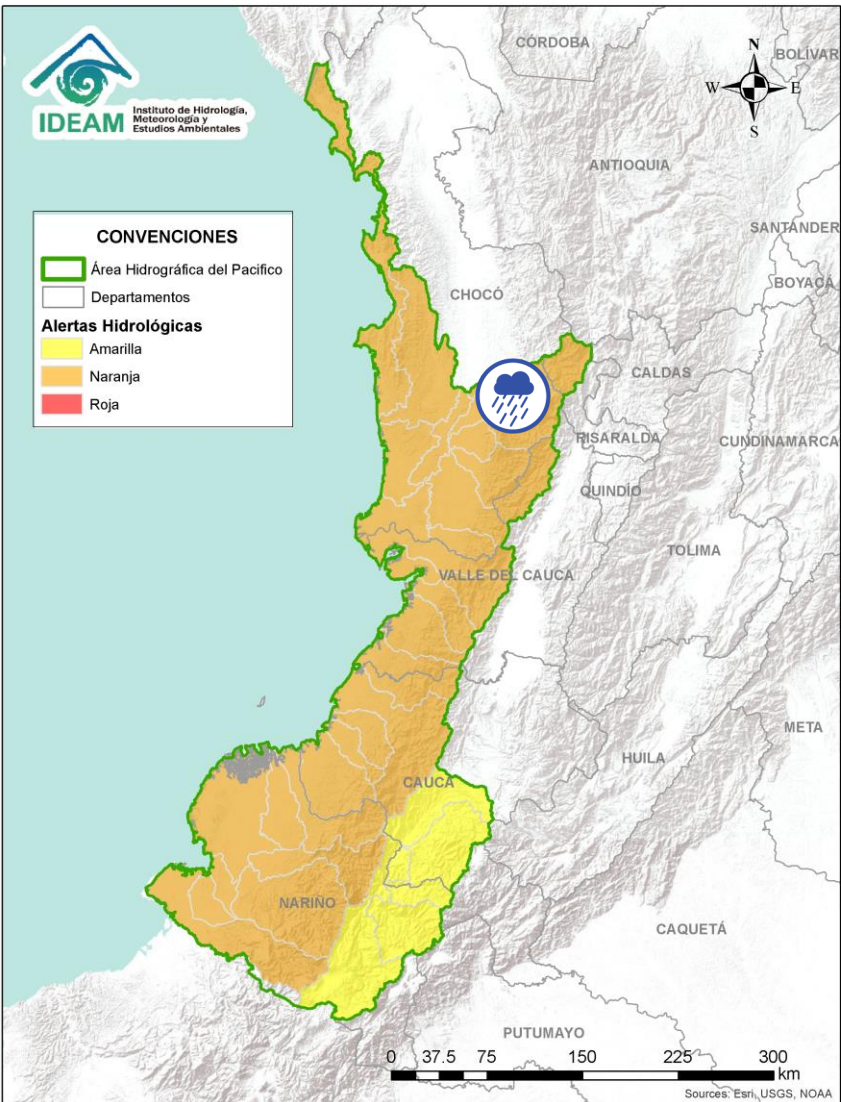 IDEAM
Instituto de Hidrología,
Meteorología y
Estudios Ambientales
CONVENCIONES
Área Hidrográfica del Pacifico
Departamentos
Alertas Hidrológicas
Amarilla
Naranja
Roja
N
W
E
S
CÓRDOBA
BOLIVAR
ANTIOQUIA
SANTANDER
BOYACÁ
CHOCÓ
CALDAS
RISARALDA
CUNDINAMARCA
QUINDÍO
TOLIMA
VALLE DEL CAUCA
META
HUILA
CAUCA
NARIÑO
CAQUETÁ
PUTUMAYO
0 37.5 75 150 225 300
km
Sources: Esri, USGS, NOAA